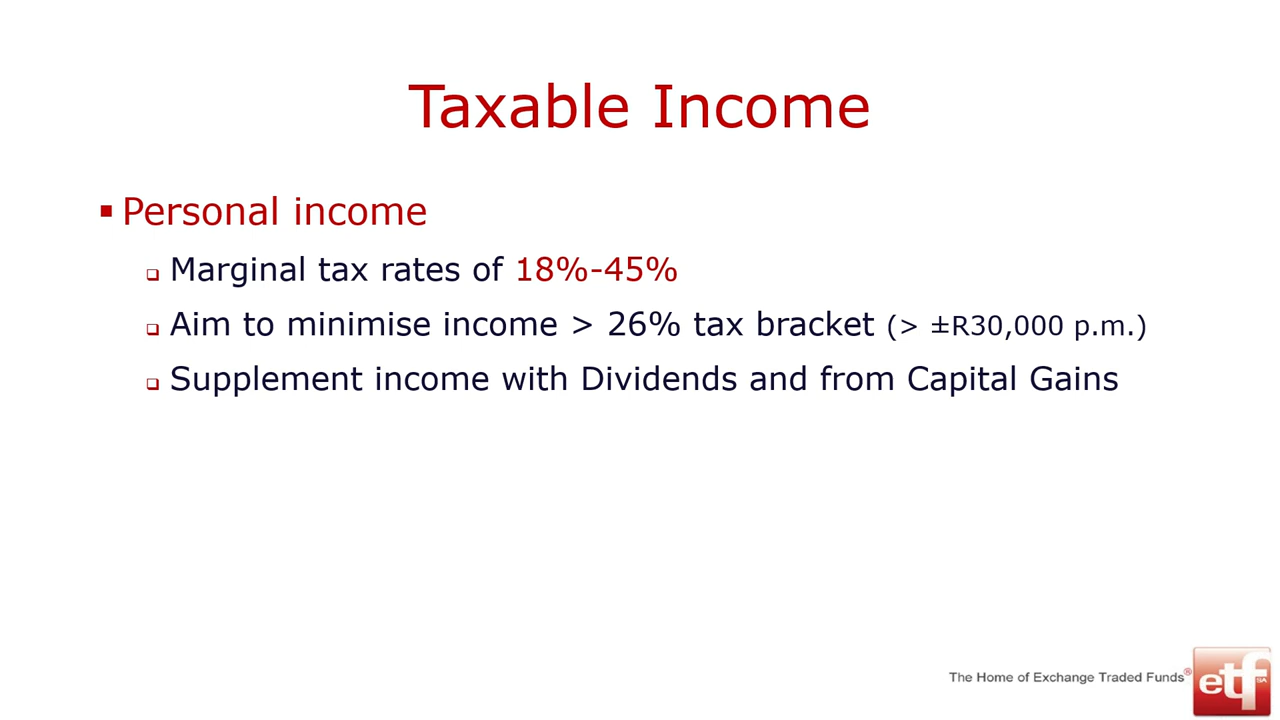 Taxable Income
▪ Personal income
❑ Marginal tax rates of 18%-45%
❑ Aim to minimise income > 26% tax bracket (> ±R30,000 p.m.)
❑ Supplement income with Dividends and from Capital Gains
The Home of Exchange Traded Funds®
etfSA